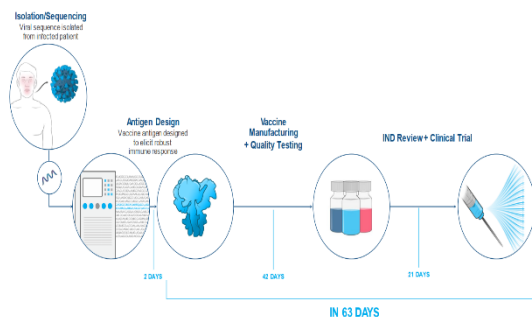 Isolation/Sequencing
Viral sequence isolated
from infected patient
Antigen Design
Vaccine antigen designed
to elicit robust
immune response
Vaccine
Manufacturing
+ Quality Testing
IND Review + Clinical Trial
2 DAYS
42 DAYS
21 DAYS
IN 63 DAYS